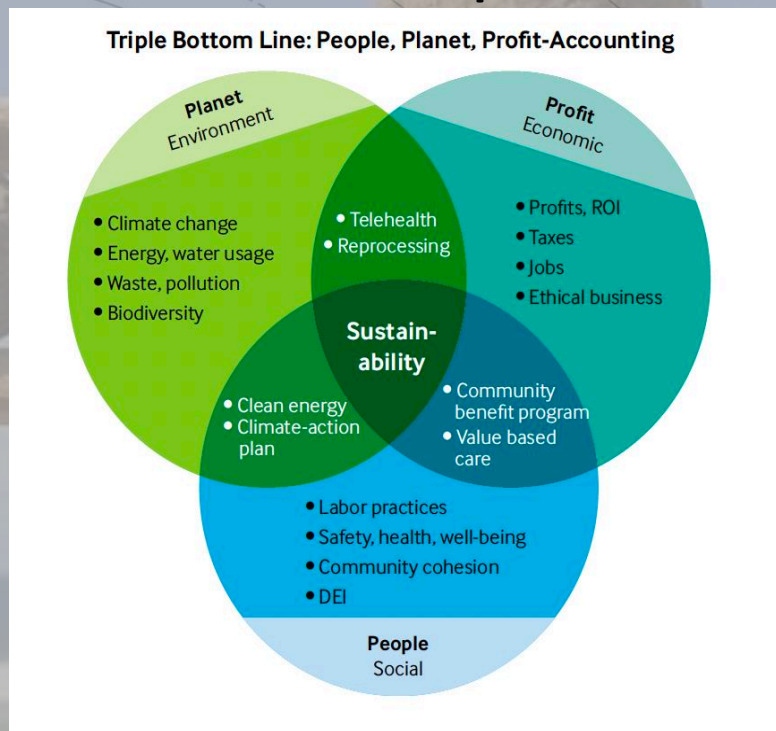 Triple Bottom Line: People, Planet, Profit-Accounting
Planet
Environment
Profit
Economic
• Climate change
• Energy, water usage
• Waste, pollution
• Biodiversity
• Telehealth
• Reprocessing
• Profits, ROI
• Taxes
• Jobs
• Ethical business
Sustain-
ability
• Clean energy
• Climate-action
plan
• Community
benefit program
• Value based
care
• Labor practices
• Safety, health, well-being
• Community cohesion
• DEI
People
Social